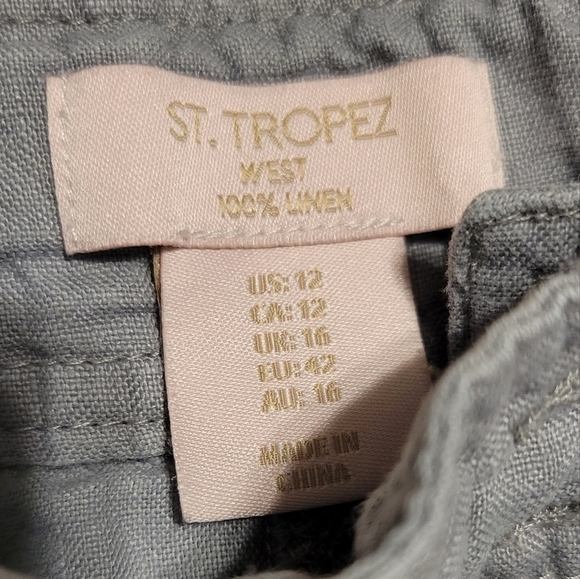 ST. TROPEZ
WEST
100% LINEN
US: 12
CA: 12
UK: 16
EU: 42
AU: 16
MADE IN
CHINA